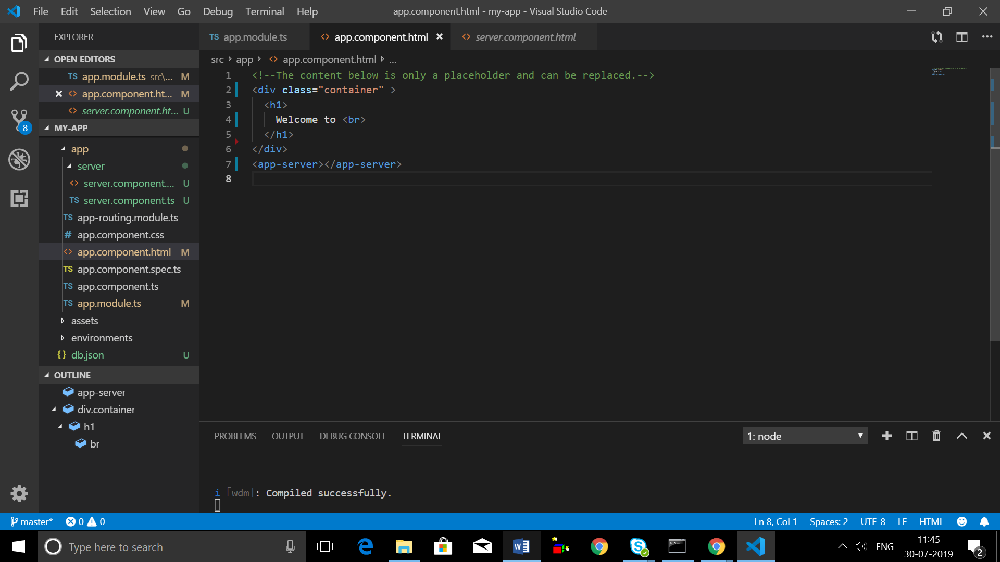 File Edit Selection View Go Debug Terminal Help
app.component.html - my-app - Visual Studio Code
EXPLORER
OPEN EDITORS
TS app.module.ts src\... M
app.component.ht... M
server.component.ht... U
MY-APP
app
server
server.component.... U
TS server.component.ts U
TS app-routing.module.ts
# app.component.css
app.component.html M
TS app.component.spec.ts
TS app.component.ts
TS app.module.ts M
assets
environments
{} db.json U
OUTLINE
app-server
div.container
h1
br
TS app.module.ts
<> app.component.html
<> server.component.html
src app <> app.component.html ...
1 <!--The content below is only a placeholder and can be replaced.-->
2 <div class="container" >
3 <h1>
4 Welcome to <br>
5 </h1>
6 </div>
7 <app-server></app-server>
8
PROBLEMS OUTPUT DEBUG CONSOLE TERMINAL
1: node
i ｢wdm｣: Compiled successfully.
8
master* 0 0
Ln 8, Col 1 Spaces: 2 UTF-8 LF HTML
Type here to search
ENG
11:45
30-07-2019
2